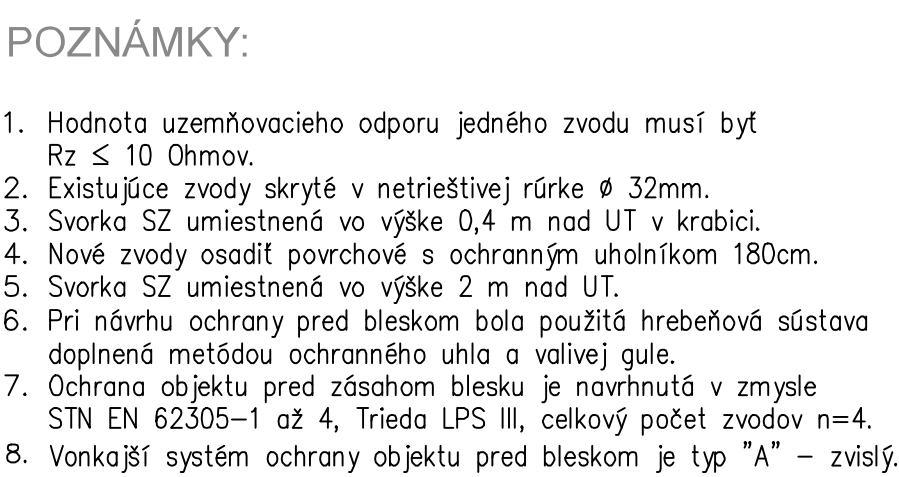 POZNÁMKY:
1. Hodnota uzemňovacieho odporu jedného zvodu musí byť
Rz ≤ 10 Ohmov.
2. Existujúce zvody skryté v netrieštivej rúrke ø 32mm.
3. Svorka SZ umiestnená vo výške 0,4 m nad UT v krabici.
4. Nové zvody osadiť povrchové s ochranným uholníkom 180cm.
5. Svorka SZ umiestnená vo výške 2 m nad UT.
6. Pri návrhu ochrany pred bleskom bola použitá hrebeňová sústava
doplnená metódou ochranného uhla a valivej gule.
7. Ochrana objektu pred zásahom blesku je navrhnutá v zmysle
STN EN 62305-1 až 4, Trieda LPS III, celkový počet zvodov n=4.
8. Vonkajší systém ochrany objektu pred bleskom je typ "A" - zvislý.